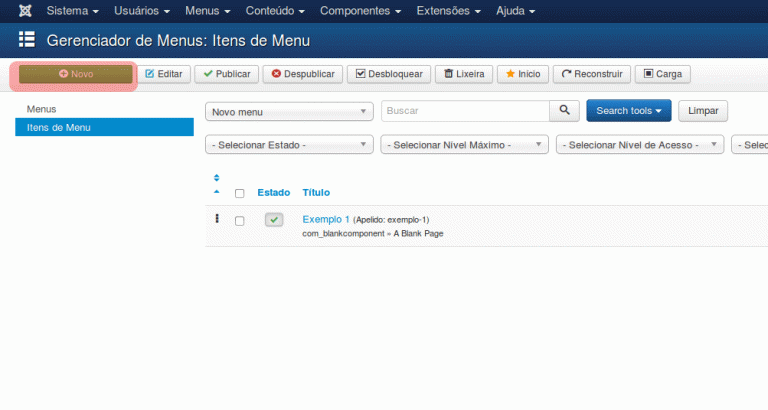 Sistema Usuários Menus Conteúdo Componentes Extensões Ajuda
Gerenciador de Menus: Itens de Menu
Novo Editar Publicar Despublicar Desbloquear Lixeira Início Reconstruir Carga
Menus
Itens de Menu
Novo menu Buscar Search tools Limpar
- Selecionar Estado - - Selecionar Nível Máximo - - Selecionar Nível de Acesso - - Selec
Estado Título
Exemplo 1 (Apelido: exemplo-1)
com_blankcomponent » A Blank Page